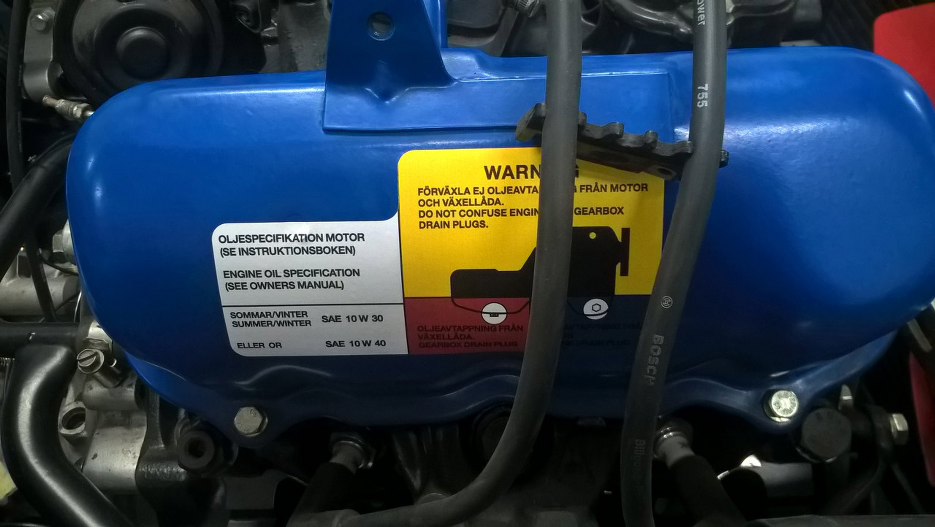 OLJESPECIFIKATION MOTOR
(SE INSTRUKTIONSBOKEN)
ENGINE OIL SPECIFICATION
(SEE OWNERS MANUAL)
SOMMAR/VINTER
SUMMER/WINTER SAE 10 W 30
ELLER OR SAE 10 W 40
WARN G
FÖRVÄXLA EJ OLJEAVTA G FRÅN MOTOR
OCH VÄXELLÅDA.
DO NOT CONFUSE ENGIN GEARBOX
DRAIN PLUGS.
OLJEAVTAPPNING FRÅN
VÄXELLÅDA.
GEARBOX DRAIN PLUG
755
BOSCH